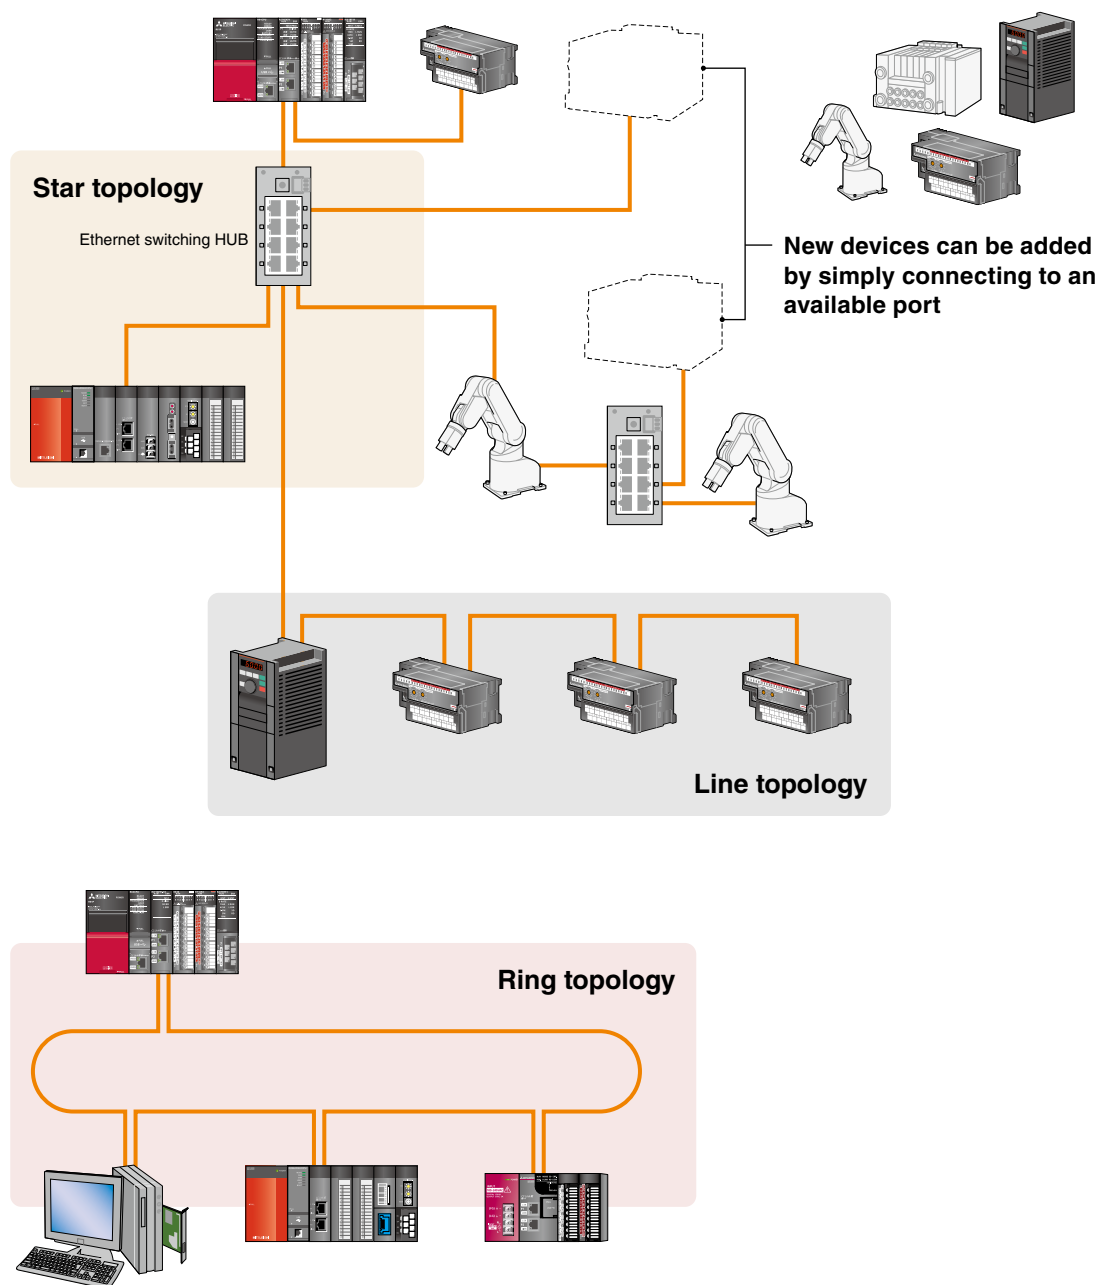 Star topology
Ethernet switching HUB
New devices can be added
by simply connecting to an
available port
Line topology
Ring topology